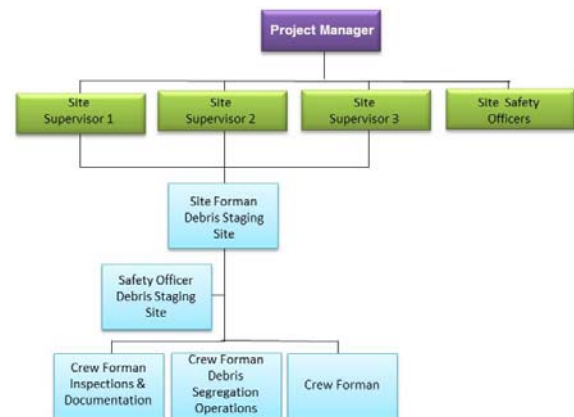 Project Manager
Site
Supervisor 1
Site
Supervisor 2
Site
Supervisor 3
Site Safety
Officers
Site Forman
Debris Staging
Site
Safety Officer
Debris Staging
Site
Crew Forman
Inspections &
Documentation
Crew Forman
Debris
Segregation
Operations
Crew Forman